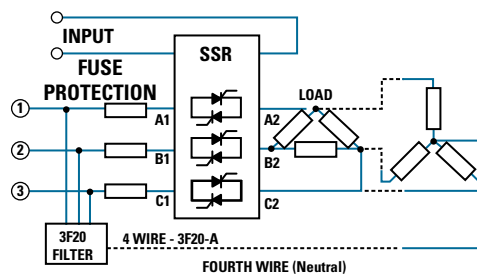 INPUT
SSR
FUSE
PROTECTION
LOAD
1
A1
A2
2
B1
B2
3
C1
C2
3F20
FILTER
4 WIRE - 3F20-A
FOURTH WIRE (Neutral)